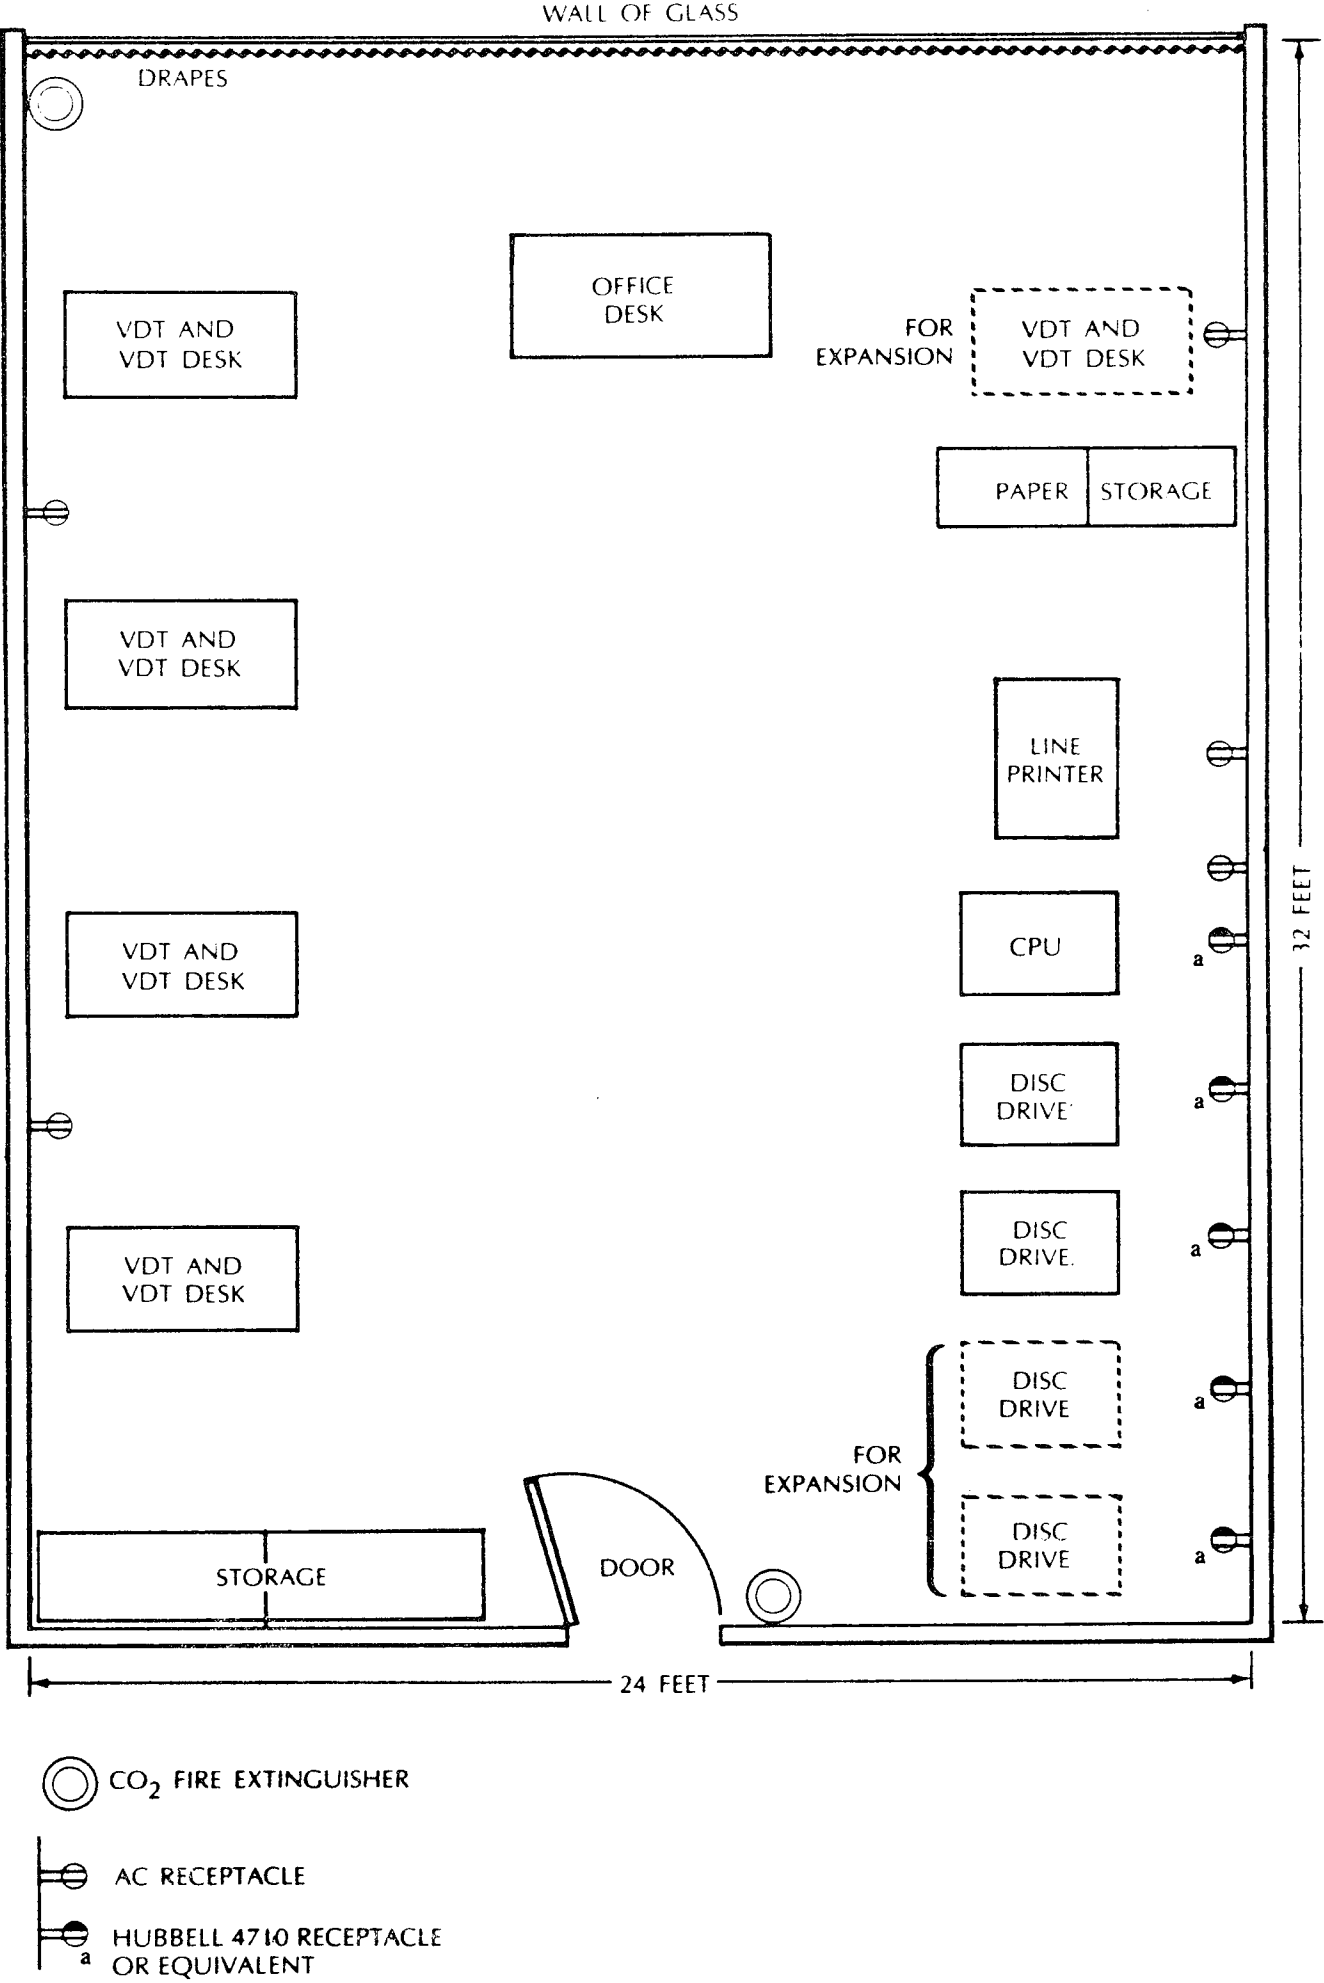 WALL OF GLASS
DRAPES
OFFICE
DESK
VDT AND
VDT DESK
FOR
EXPANSION
VDT AND
VDT DESK
PAPER STORAGE
VDT AND
VDT DESK
LINE
PRINTER
32 FEET
CPU
a
VDT AND
VDT DESK
DISC
DRIVE
a
DISC
DRIVE
a
VDT AND
VDT DESK
DISC
DRIVE
a
FOR
EXPANSION
DISC
DRIVE
a
STORAGE
DOOR
24 FEET
CO₂ FIRE EXTINGUISHER
AC RECEPTACLE
HUBBELL 4710 RECEPTACLE
a OR EQUIVALENT